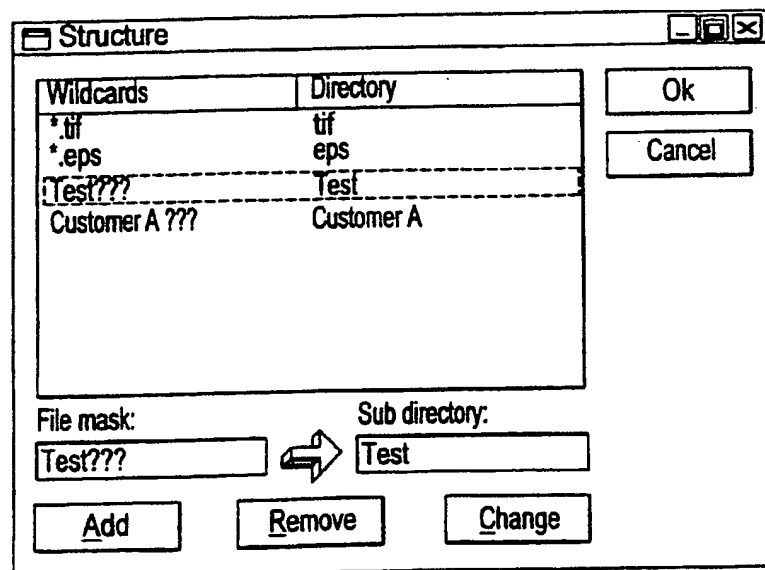 Structure
Wildcards Directory
*.tif tif
*.eps eps
Test??? Test
Customer A ??? Customer A
Ok
Cancel
File mask: Sub directory:
Test??? Test
Add Remove Change